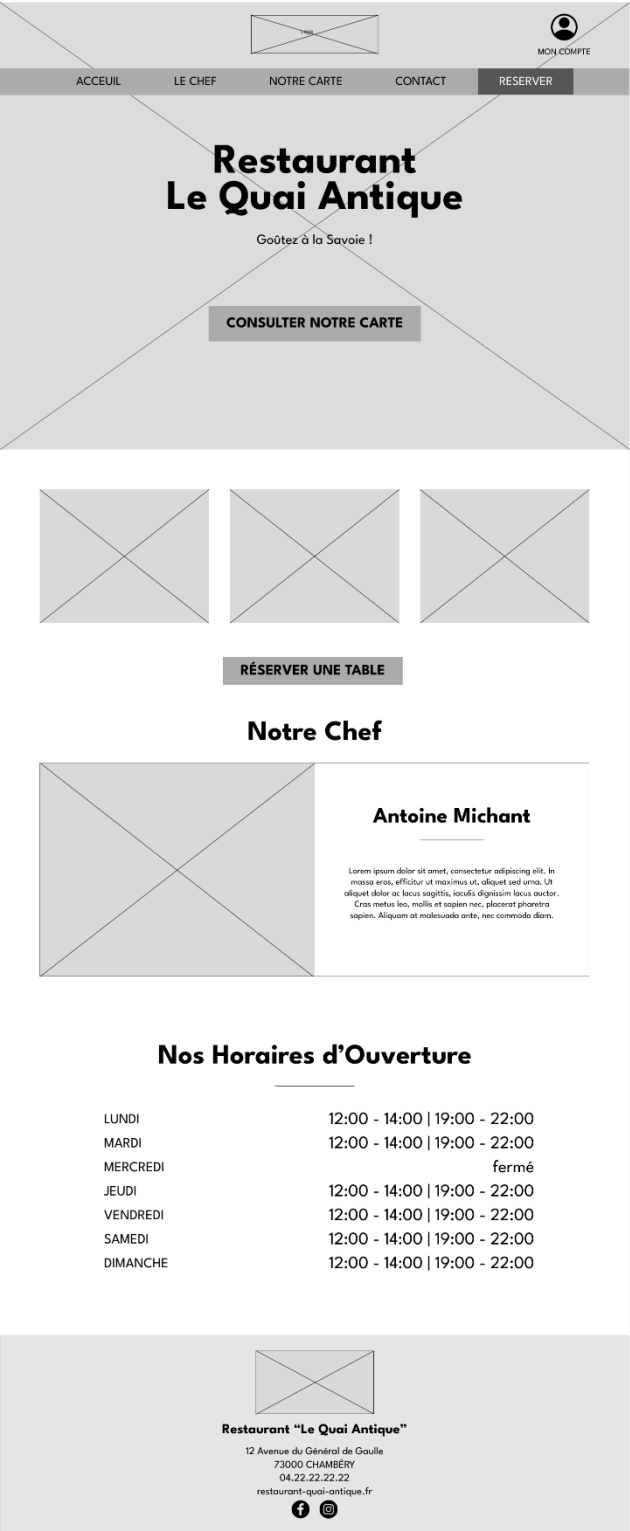 LOGO
MON COMPTE
ACCEUIL LE CHEF NOTRE CARTE CONTACT RESERVER
Restaurant
Le Quai Antique
Goûtez à la Savoie !
CONSULTER NOTRE CARTE
RÉSERVER UNE TABLE
Notre Chef
Antoine Michant
Lorem ipsum dolor sit amet, consectetur adipiscing elit. In
massa eros, efficitur ut maximus ut, aliquet sed urna. Ut
aliquet dolor ac lacus sagittis, iaculis dignissim lacus auctor.
Cras metus leo, mollis et sapien nec, placerat pharetra
sapien. Aliquam at malesuada ante, nec commodo diam.
Nos Horaires d’Ouverture
LUNDI 12:00 - 14:00 | 19:00 - 22:00
MARDI 12:00 - 14:00 | 19:00 - 22:00
MERCREDI fermé
JEUDI 12:00 - 14:00 | 19:00 - 22:00
VENDREDI 12:00 - 14:00 | 19:00 - 22:00
SAMEDI 12:00 - 14:00 | 19:00 - 22:00
DIMANCHE 12:00 - 14:00 | 19:00 - 22:00
Restaurant “Le Quai Antique”
12 Avenue du Général de Gaulle
73000 CHAMBÉRY
04.22.22.22.22
restaurant-quai-antique.fr